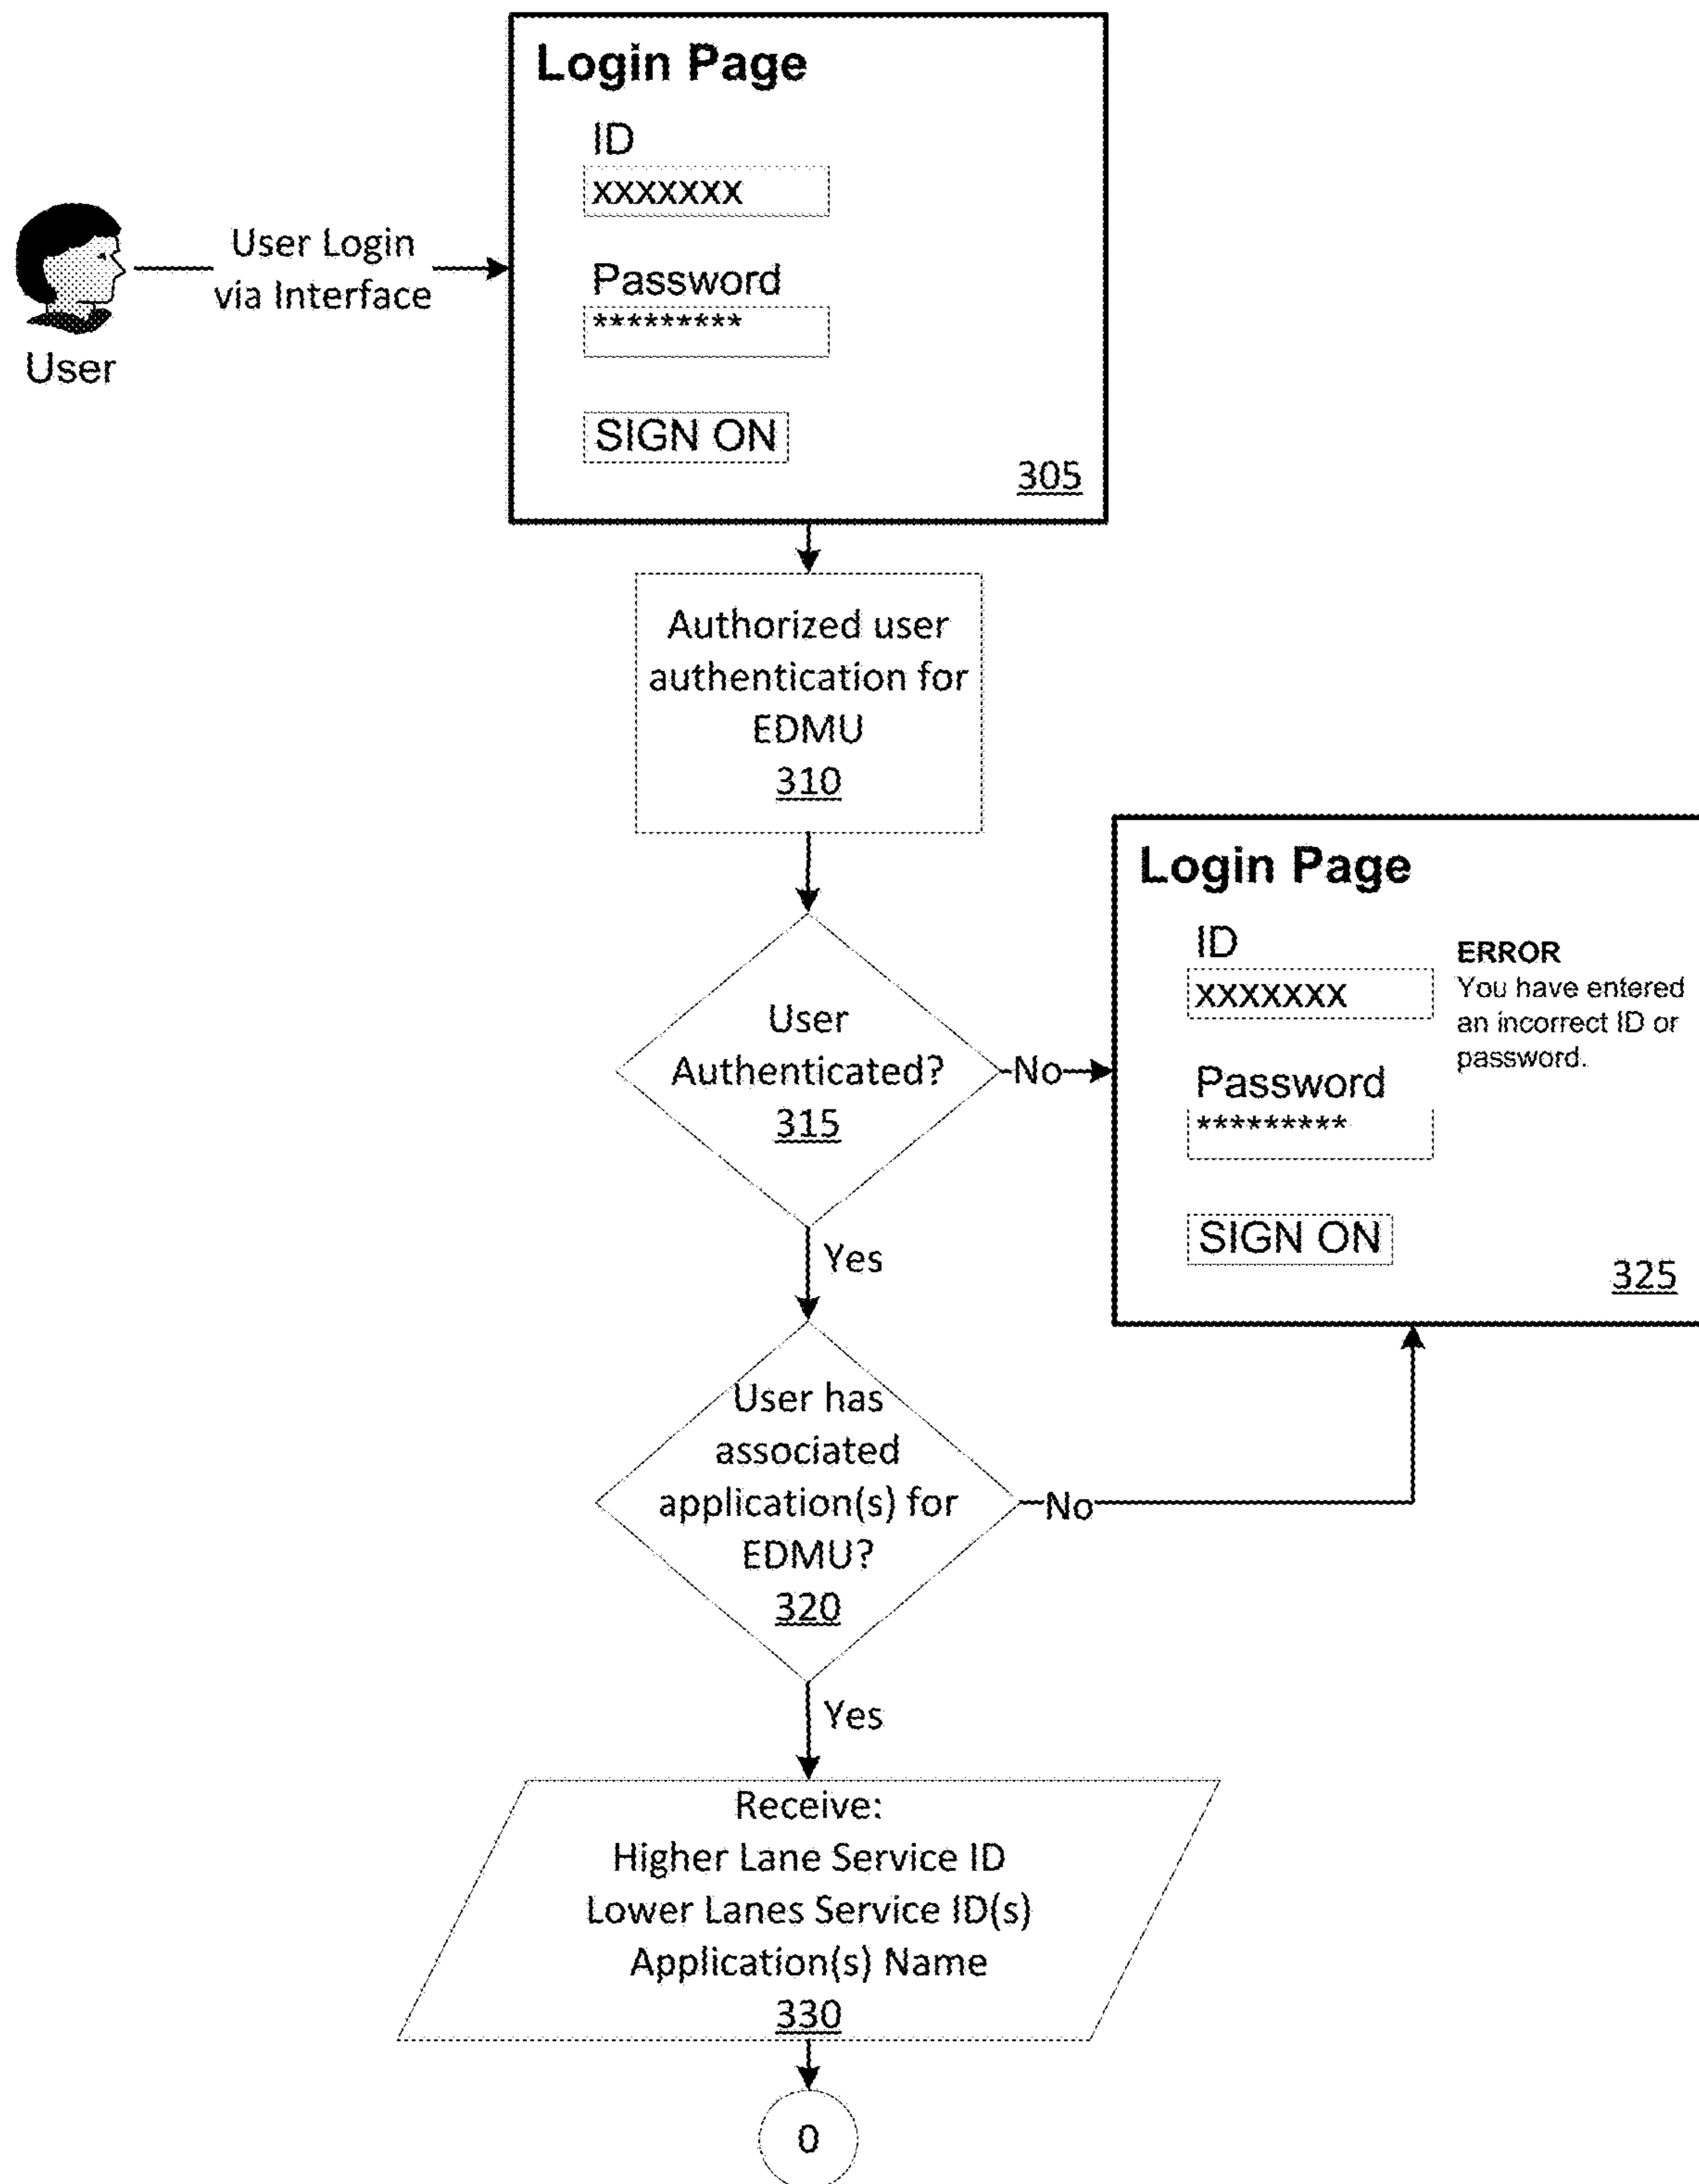 Login Page
ID
XXXXXXX
Password
*********
SIGN ON
305
User Login
via Interface
User
Authorized user
authentication for
EDMU
310
User
Authenticated?
315
No
Login Page
ID
XXXXXXX
ERROR
You have entered
an incorrect ID or
password.
Password
*********
SIGN ON
325
Yes
User has
associated
application(s) for
EDMU?
320
No
Yes
Receive:
Higher Lane Service ID
Lower Lanes Service ID(s)
Application(s) Name
330
0